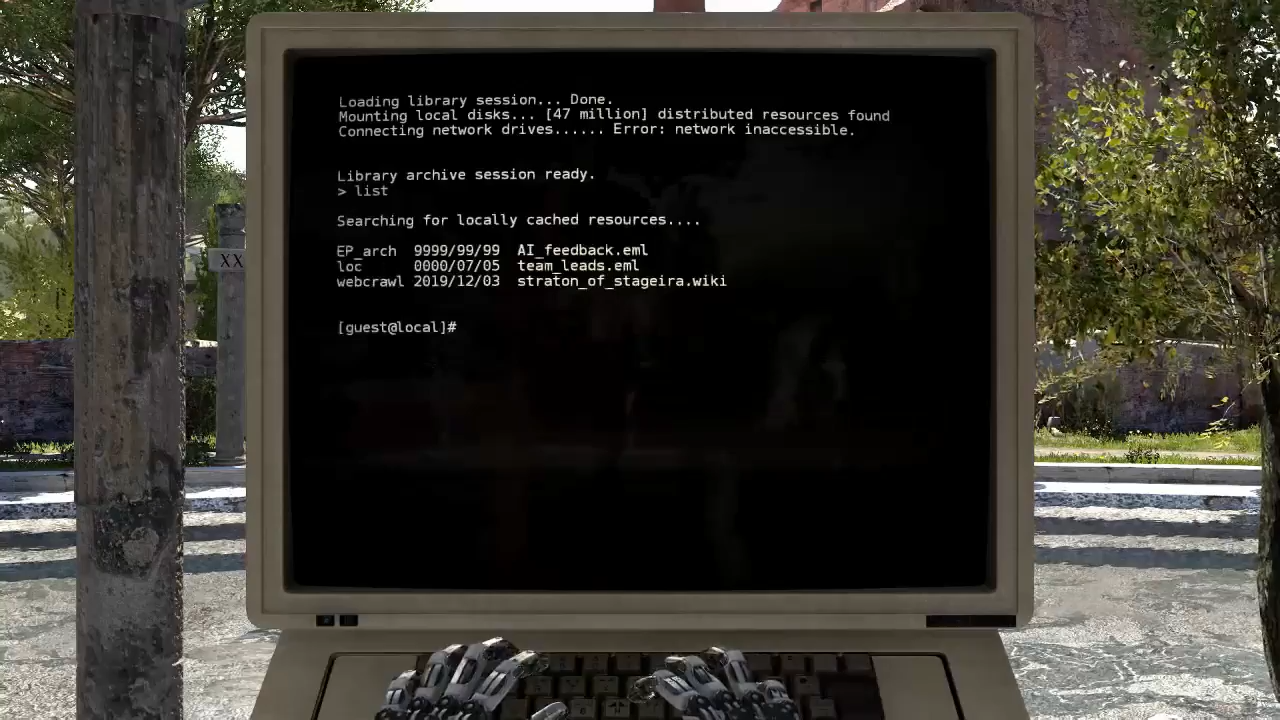 Loading library session... Done.
Mounting local disks... [47 million] distributed resources found
Connecting network drives...... Error: network inaccessible.
Library archive session ready.
> list
Searching for locally cached resources....
EP_arch 9999/99/99 AI_feedback.eml
loc 0000/07/05 team_leads.eml
webcrawl 2019/12/03 straton_of_stageira.wiki
[guest@local]#
XX